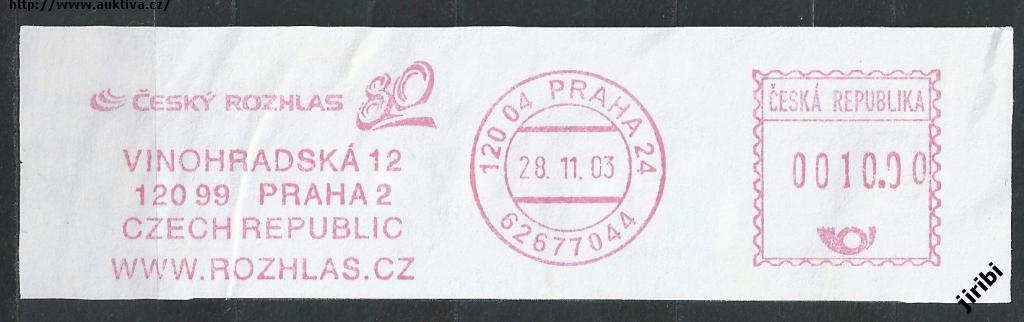 http://www.auktiva.cz/
ČESKÝ ROZHLAS 80
VINOHRADSKÁ 12
120 99 PRAHA 2
CZECH REPUBLIC
WWW.ROZHLAS.CZ
120 04 PRAHA 24
28. 11. 03
62677044
ČESKÁ REPUBLIKA
0010.00
jiribi